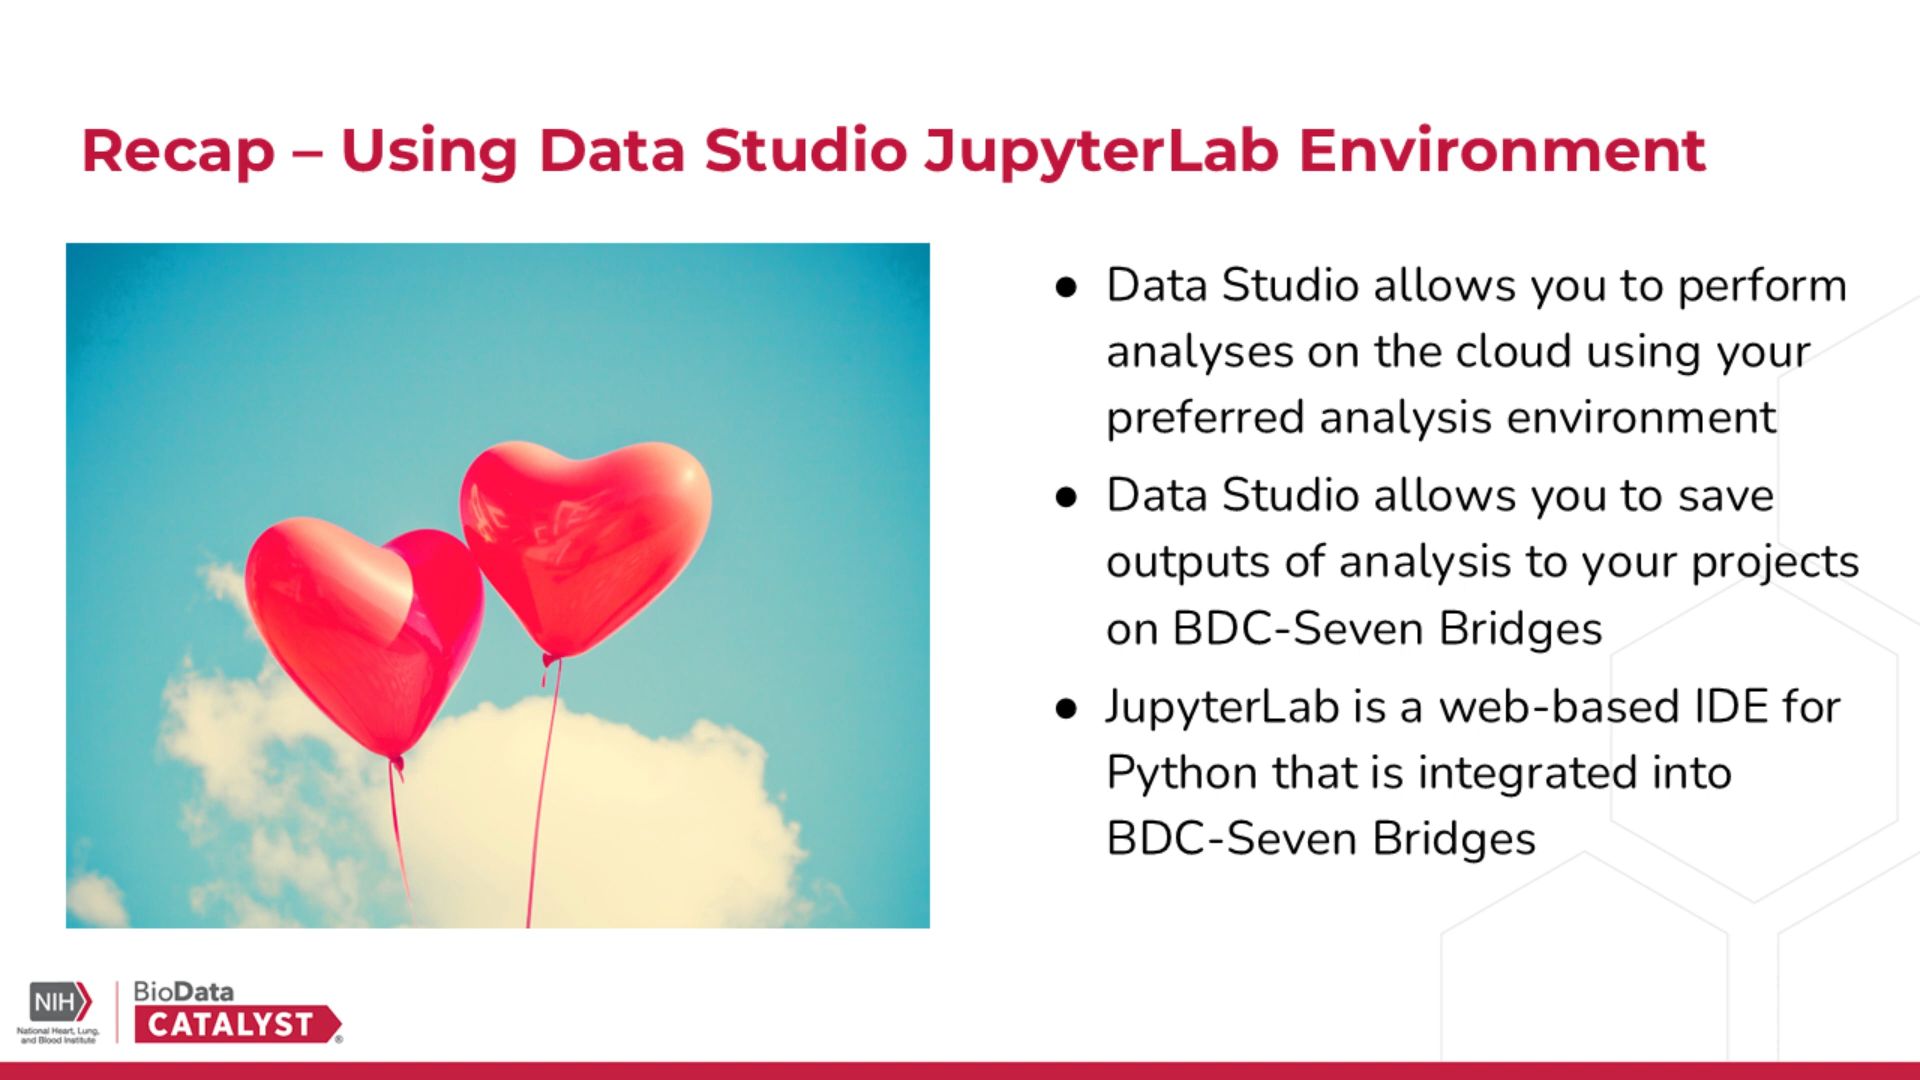 Recap – Using Data Studio JupyterLab Environment
● Data Studio allows you to perform
analyses on the cloud using your
preferred analysis environment
● Data Studio allows you to save
outputs of analysis to your projects
on BDC-Seven Bridges
● JupyterLab is a web-based IDE for
Python that is integrated into
BDC-Seven Bridges
NIH
National Heart, Lung,
and Blood Institute
BioData
CATALYST®